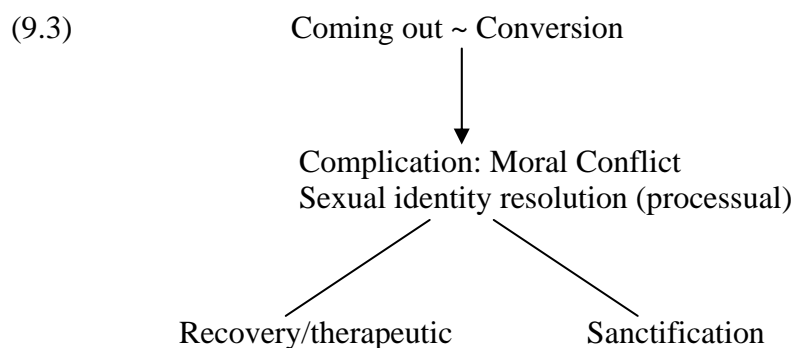 (9.3) Coming out ~ Conversion
Complication: Moral Conflict
Sexual identity resolution (processual)
Recovery/therapeutic Sanctification